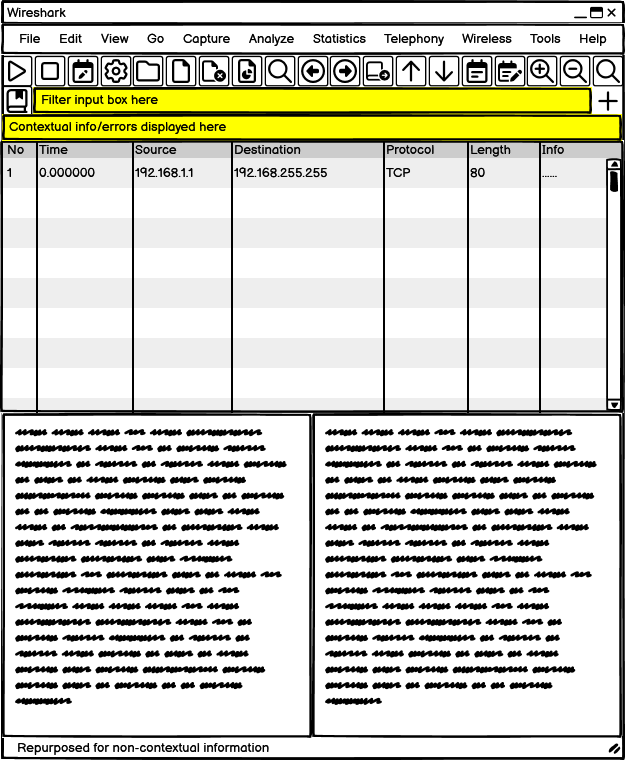 Wireshark
File Edit View Go Capture Analyze Statistics Telephony Wireless Tools Help
Filter input box here
Contextual info/errors displayed here
No Time Source Destination Protocol Length Info
1 0.000000 192.168.1.1 192.168.255.255 TCP 80 ......
Repurposed for non-contextual information